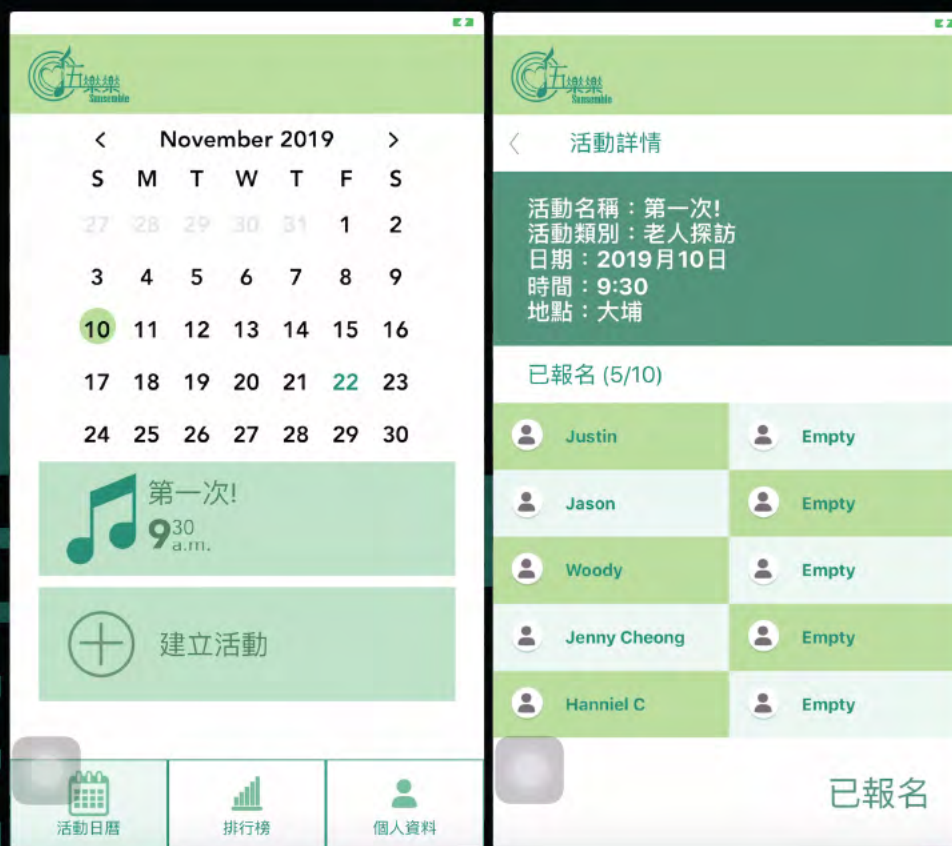 五樂樂
Sensenable
November 2019
S M T W T F S
27 28 29 30 31 1 2
3 4 5 6 7 8 9
10 11 12 13 14 15 16
17 18 19 20 21 22 23
24 25 26 27 28 29 30
第一次!
9 30 a.m.
建立活動
活動日曆
排行榜
個人資料
五樂樂
活動詳情
活動名稱：第一次!
活動類別：老人探訪
日期：2019月10日
時間：9:30
地點：大埔
已報名 (5/10)
Justin Empty
Jason Empty
Woody Empty
Jenny Cheong Empty
Hanniel C Empty
已報名